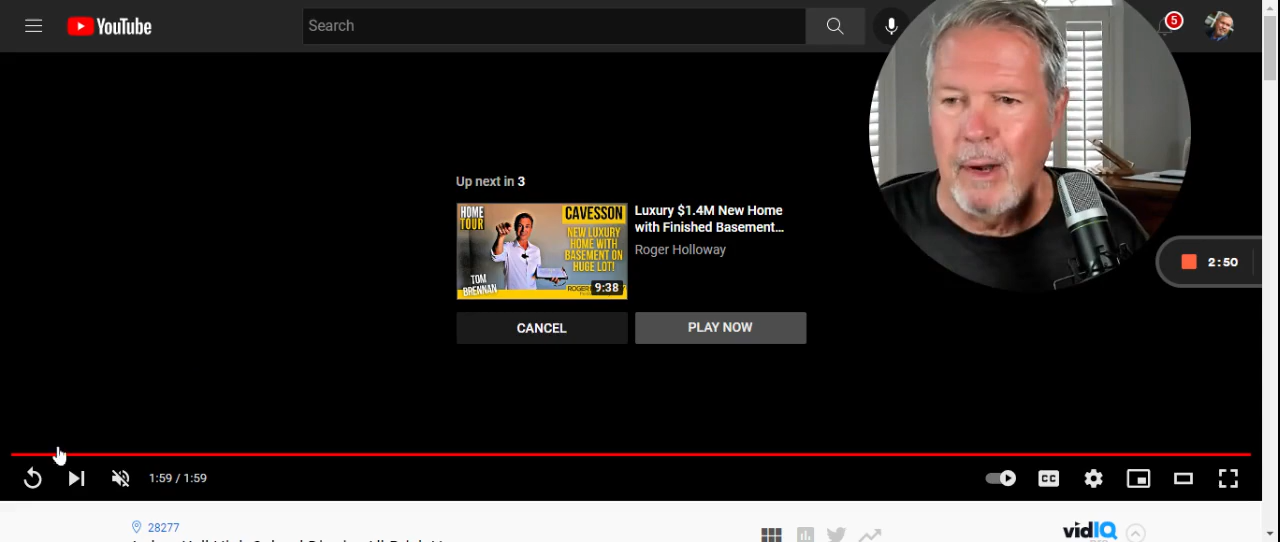 YouTube
Search
5
Up next in 3
HOME
TOUR
CAVESSON
NEW LUXURY
HOME WITH
BASEMENT ON
HUGE LOT!
TOM
BRENNAN
9:38
Luxury $1.4M New Home
with Finished Basement...
Roger Holloway
2:50
CANCEL
PLAY NOW
1:59 / 1:59
CC
28277
vidIQ